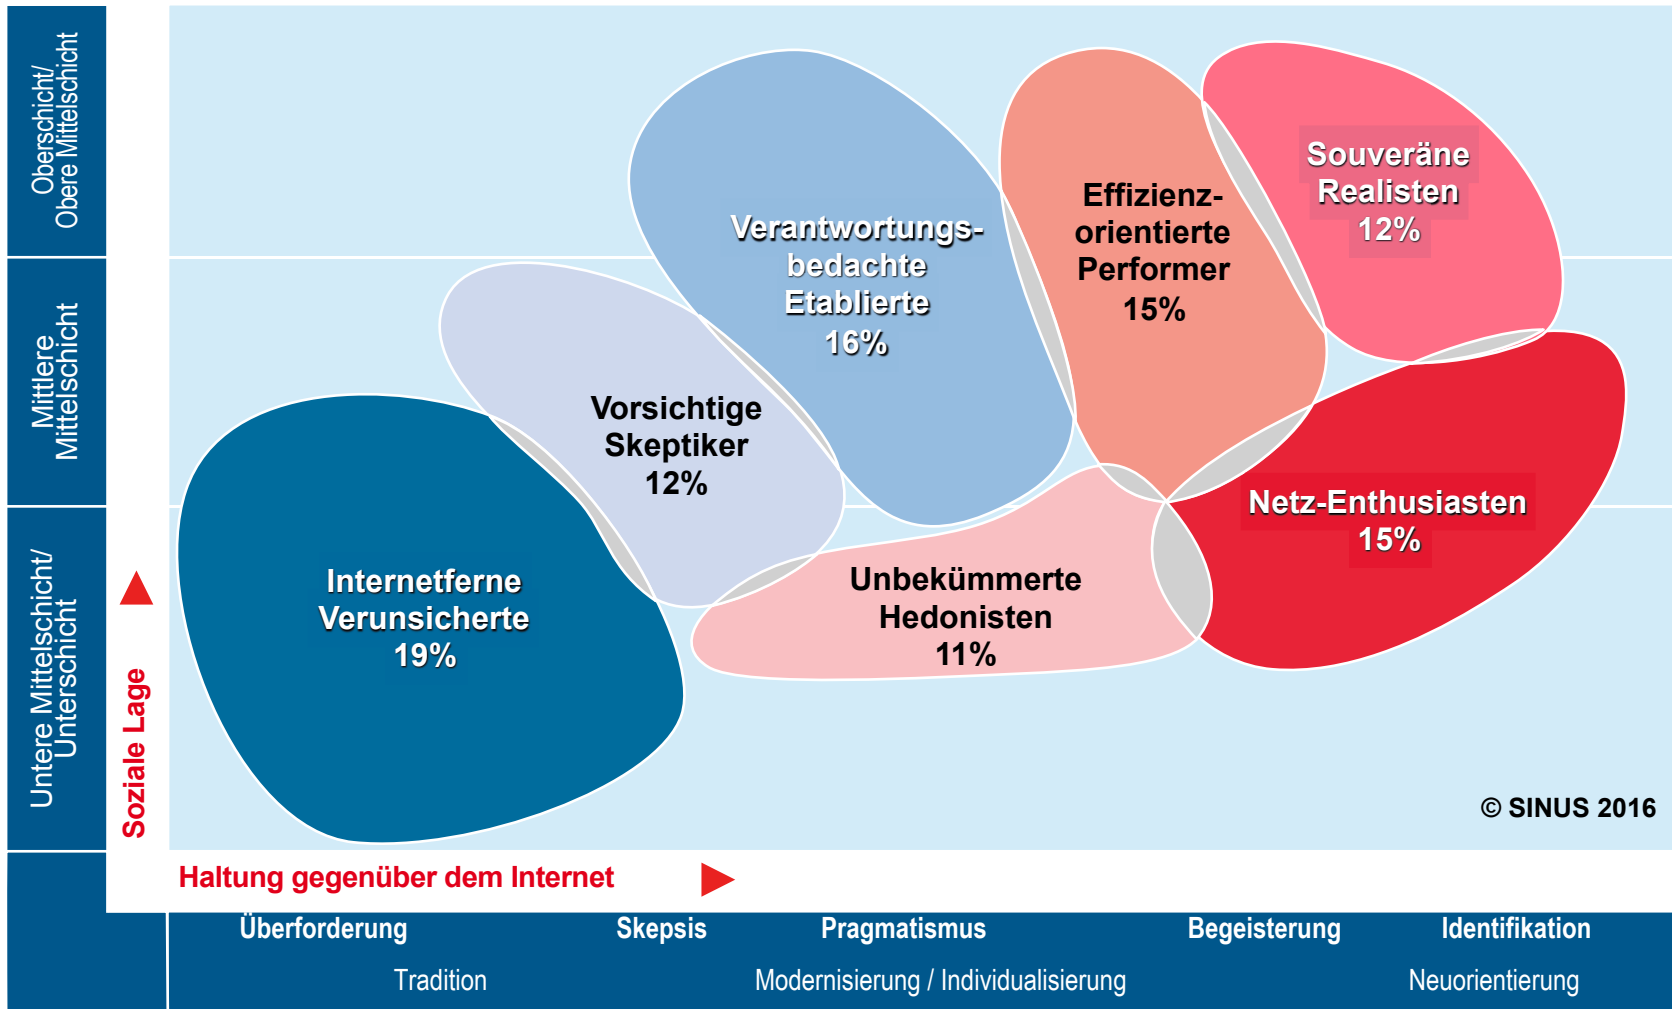 Oberschicht/
Obere Mittelschicht
Mittlere
Mittelschicht
Untere Mittelschicht/
Unterschicht
Soziale Lage
Souveräne
Realisten
12%
Effizienz-
orientierte
Performer
15%
Verantwortungs-
bedachte
Etablierte
16%
Vorsichtige
Skeptiker
12%
Netz-Enthusiasten
15%
Internetferne
Verunsicherte
19%
Unbekümmerte
Hedonisten
11%
© SINUS 2016
Haltung gegenüber dem Internet
Überforderung Skepsis Pragmatismus Begeisterung Identifikation
Tradition Modernisierung / Individualisierung Neuorientierung